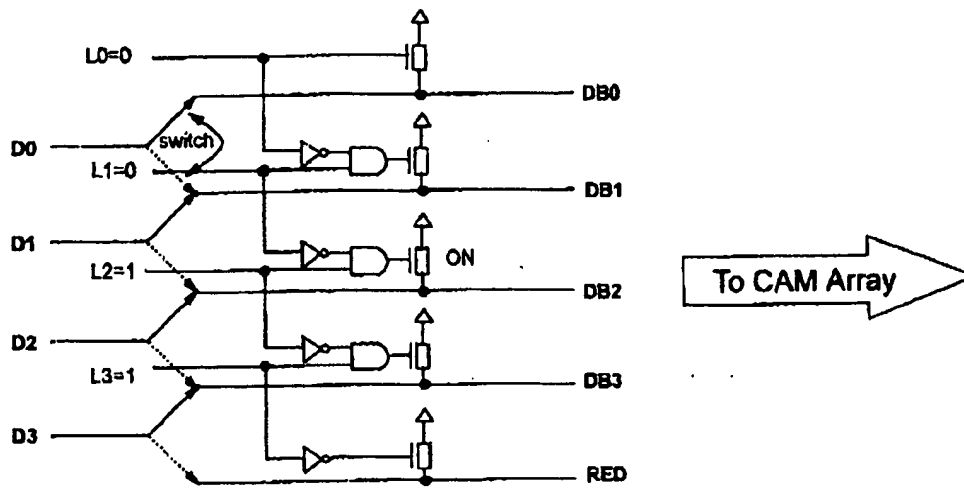 L0=0
DB0
D0
switch
L1=0
DB1
D1
ON
L2=1
DB2
To CAM Array
D2
L3=1
DB3
D3
RED